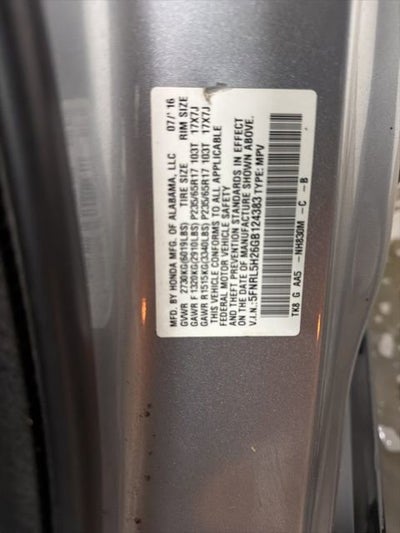 MFD. BY HONDA MFG. OF ALABAMA, LLC 07/'16
GVWR 2730KG(6019LBS) TIRE SIZE RIM SIZE
GAWR F 1320KG(2910LBS) P235/65R17 103T 17X7J
GAWR R 1515KG(3340LBS) P235/65R17 103T 17X7J
THIS VEHICLE CONFORMS TO ALL APPLICABLE
FEDERAL MOTOR VEHICLE SAFETY
AND THEFT PREVENTION STANDARDS IN EFFECT
ON THE DATE OF MANUFACTURE SHOWN ABOVE.
V.I.N.:5FNRL5H26GB124383 TYPE: MPV
TK8 G AA5 -NH830M -C -B